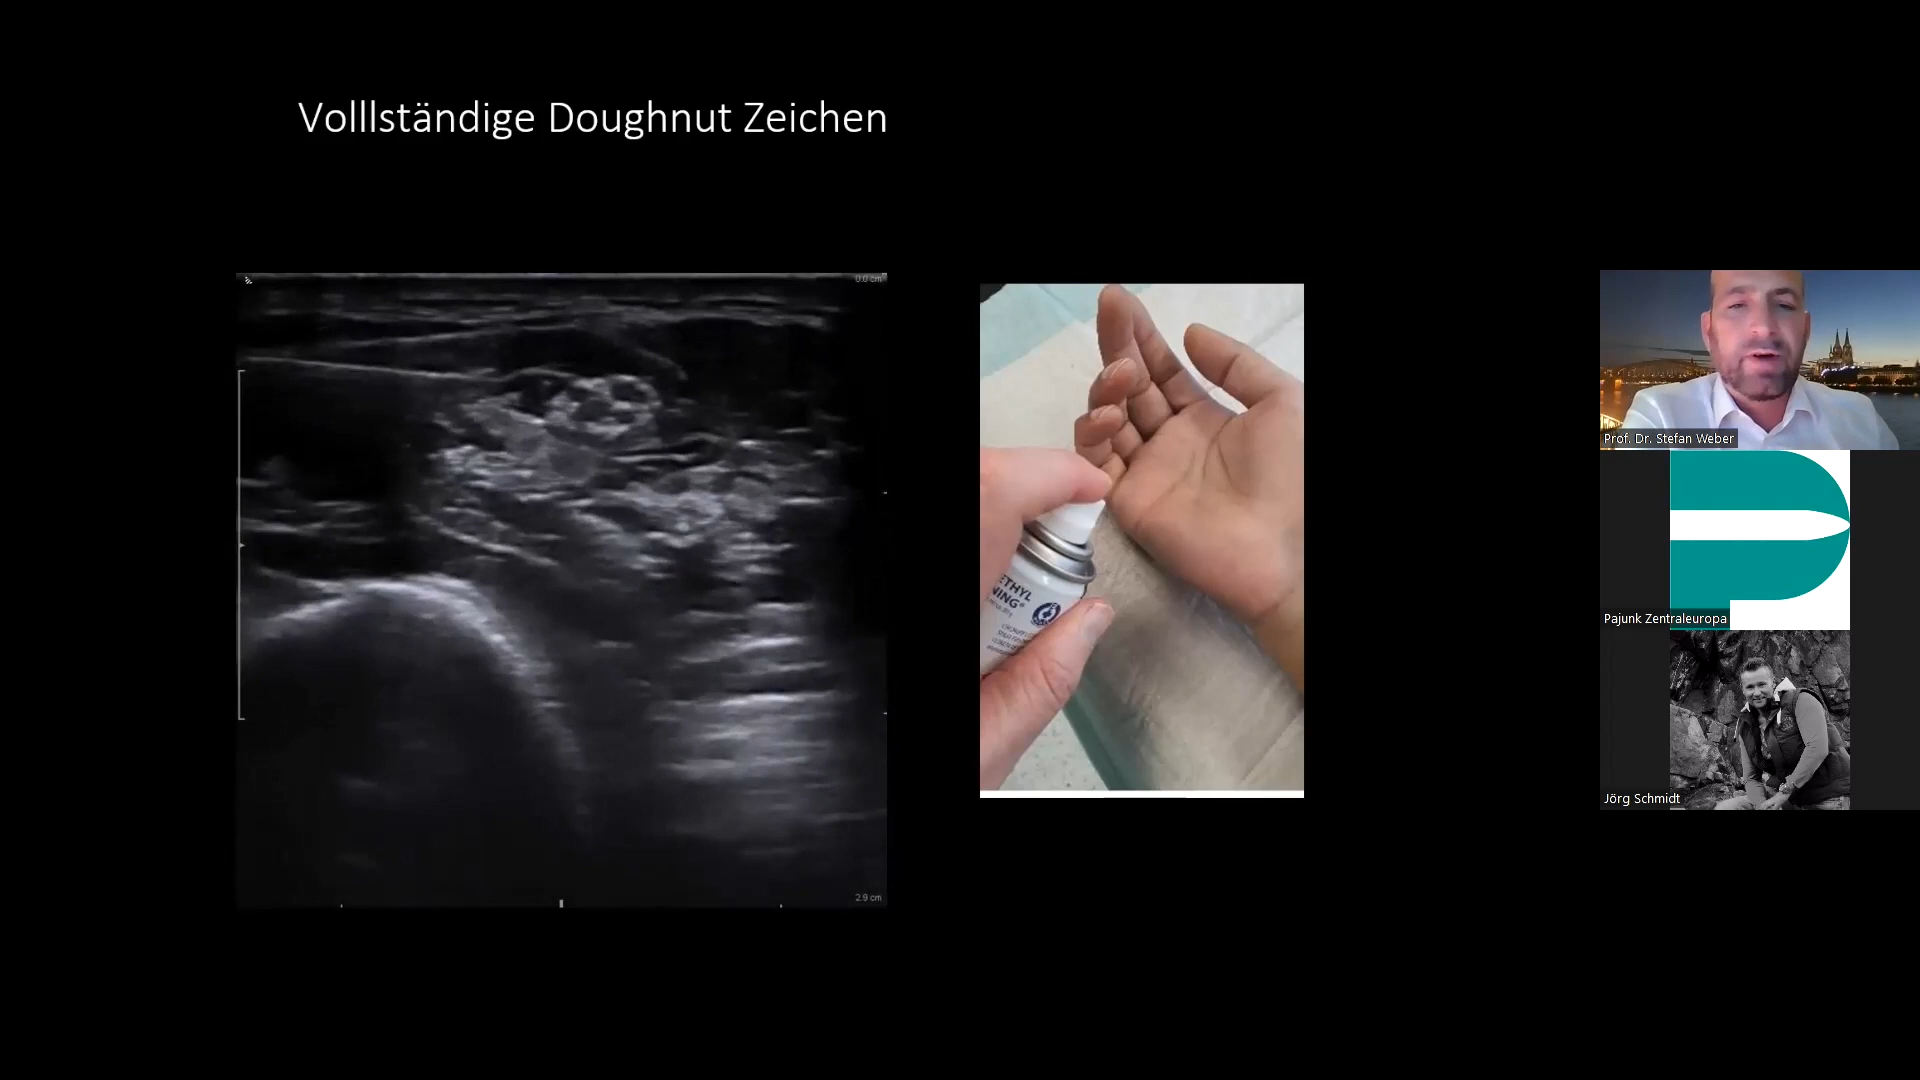 Volllständige Doughnut Zeichen
0.0 cm
2.9 cm
ETHYL
NING®
Prof. Dr. Stefan Weber
Pajunk Zentraleuropa
Jörg Schmidt